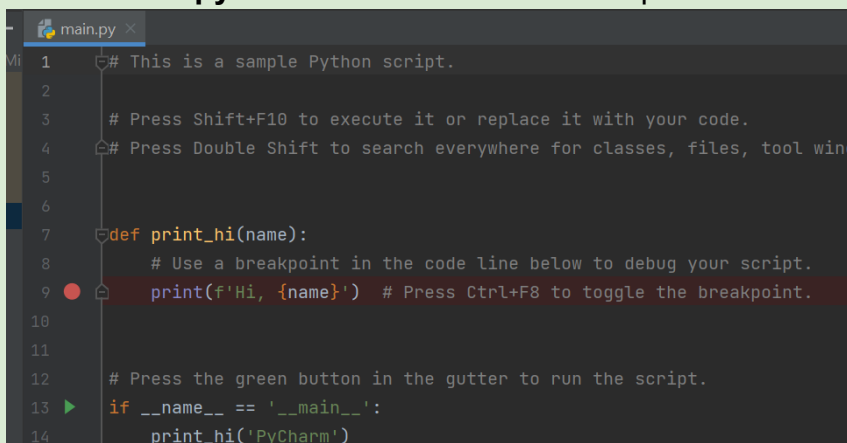 py
main.py
1 # This is a sample Python script.
2
3 # Press Shift+F10 to execute it or replace it with your code.
4 # Press Double Shift to search everywhere for classes, files, tool
5
6
7 def print_hi(name):
8     # Use a breakpoint in the code line below to debug your script.
9     print(f'Hi, {name}')  # Press Ctrl+F8 to toggle the breakpoint.
10
11
12 # Press the green button in the gutter to run the script.
13 if __name__ == '__main__':
14     print_hi('PyCharm')